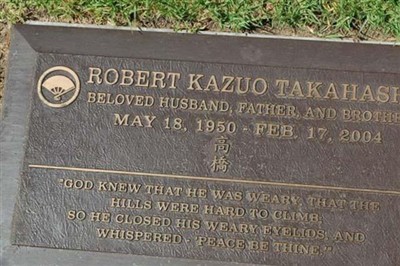 ROBERT KAZUO TAKAHASH
BELOVED HUSBAND, FATHER, AND BROTHE
MAY 18, 1950 - FEB. 17, 2004
高
橋
"GOD KNEW THAT HE WAS WEARY, THAT THE
HILLS WERE HARD TO CLIMB,
SO HE CLOSED HIS WEARY EYELIDS, AND
WHISPERED - 'PEACE BE THINE.'"